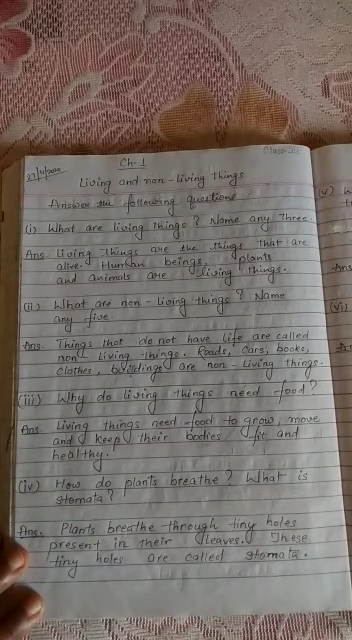 27/4/2020
Ch-1
Living and non-living things
Answer the following questions
(i) What are living things? Name any three.
Ans. Living things are the things that are
alive. Human beings, plants
and animals are living things.
(ii) What are non-living things? Name
any five.
Ans. Things that do not have life are called
non living things. Roads, cars, books,
clothes, buildings are non-living things.
(iii) Why do living things need food?
Ans. Living things need food to grow, move
and keep their bodies fit and
healthy.
(iv) How do plants breathe? What is
stomata?
Ans. Plants breathe through tiny holes
present in their leaves. These
tiny holes are called stomata.
(v)
Ans
(vi)